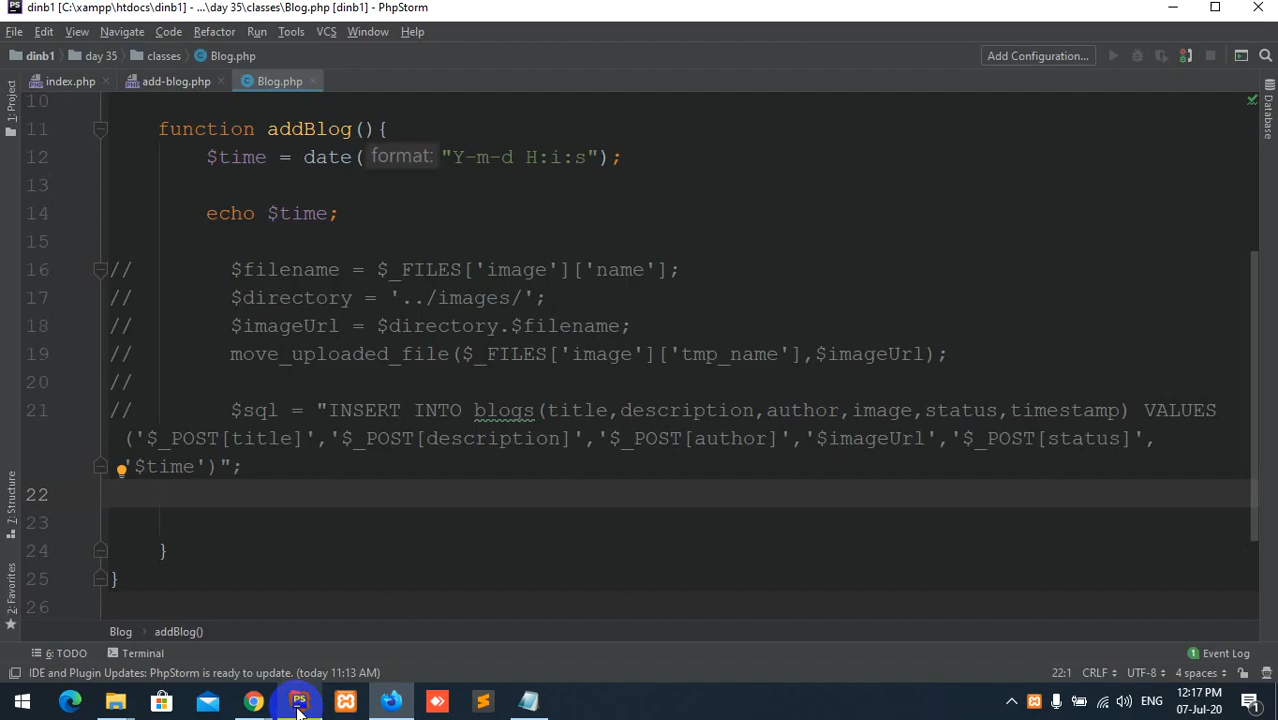 dinb1 [C:\xampp\htdocs\dinb1] - ...\day 35\classes\Blog.php [dinb1] - PhpStorm
File Edit View Navigate Code Refactor Run Tools VCS Window Help
dinb1 day 35 classes Blog.php Add Configuration...
index.php add-blog.php Blog.php
1: Project
Database
10
11 function addBlog(){
12 $time = date( format: "Y-m-d H:i:s");
13
14 echo $time;
15
16 // $filename = $_FILES['image']['name'];
17 // $directory = '../images/';
18 // $imageUrl = $directory.$filename;
19 // move_uploaded_file($_FILES['image']['tmp_name'],$imageUrl);
20 //
21 // $sql = "INSERT INTO blogs(title,description,author,image,status,timestamp) VALUES
('$_POST[title]','$_POST[description]','$_POST[author]','$imageUrl','$_POST[status]',
'$time')";
22
23
24 }
25 }
26
7: Structure
2: Favorites
Blog addBlog()
6: TODO Terminal 1 Event Log
IDE and Plugin Updates: PhpStorm is ready to update. (today 11:13 AM) 22:1 CRLF UTF-8 4 spaces
PS
ENG 12:17 PM
07-Jul-20